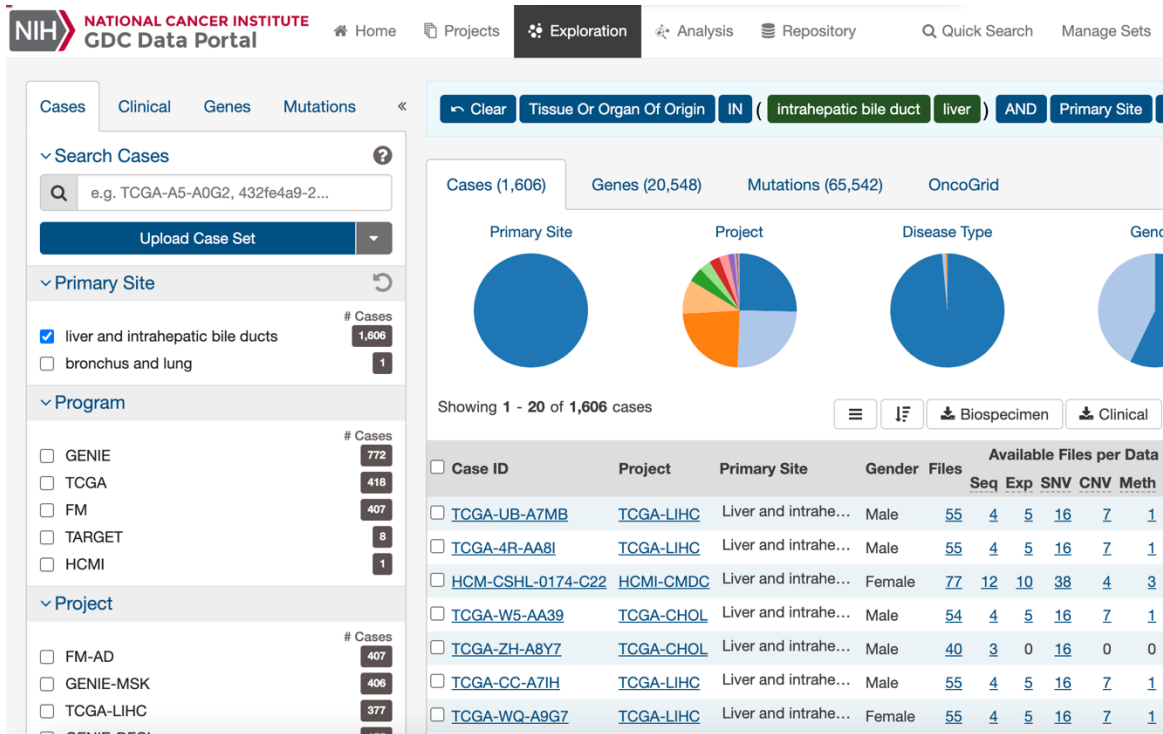 NIH NATIONAL CANCER INSTITUTE
GDC Data Portal
Home Projects Exploration Analysis Repository Quick Search Manage Sets
Cases Clinical Genes Mutations «
Search Cases ?
e.g. TCGA-A5-A0G2, 432fe4a9-2...
Upload Case Set
Primary Site
# Cases
liver and intrahepatic bile ducts 1,606
bronchus and lung 1
Program
# Cases
GENIE 772
TCGA 418
FM 407
TARGET 8
HCMI 1
Project
# Cases
FM-AD 407
GENIE-MSK 406
TCGA-LIHC 377
Clear Tissue Or Organ Of Origin IN ( intrahepatic bile duct liver ) AND Primary Site
Cases (1,606) Genes (20,548) Mutations (65,542) OncoGrid
Primary Site Project Disease Type Gend
Showing 1 - 20 of 1,606 cases
Biospecimen Clinical
Case ID Project Primary Site Gender Files Available Files per Data
Seq Exp SNV CNV Meth
TCGA-UB-A7MB TCGA-LIHC Liver and intrahe... Male 55 4 5 16 7 1
TCGA-4R-AA8I TCGA-LIHC Liver and intrahe... Male 55 4 5 16 7 1
HCM-CSHL-0174-C22 HCMI-CMDC Liver and intrahe... Female 77 12 10 38 4 3
TCGA-W5-AA39 TCGA-CHOL Liver and intrahe... Male 54 4 5 16 7 1
TCGA-ZH-A8Y7 TCGA-CHOL Liver and intrahe... Male 40 3 0 16 0 0
TCGA-CC-A7IH TCGA-LIHC Liver and intrahe... Male 55 4 5 16 7 1
TCGA-WQ-A9G7 TCGA-LIHC Liver and intrahe... Female 55 4 5 16 7 1